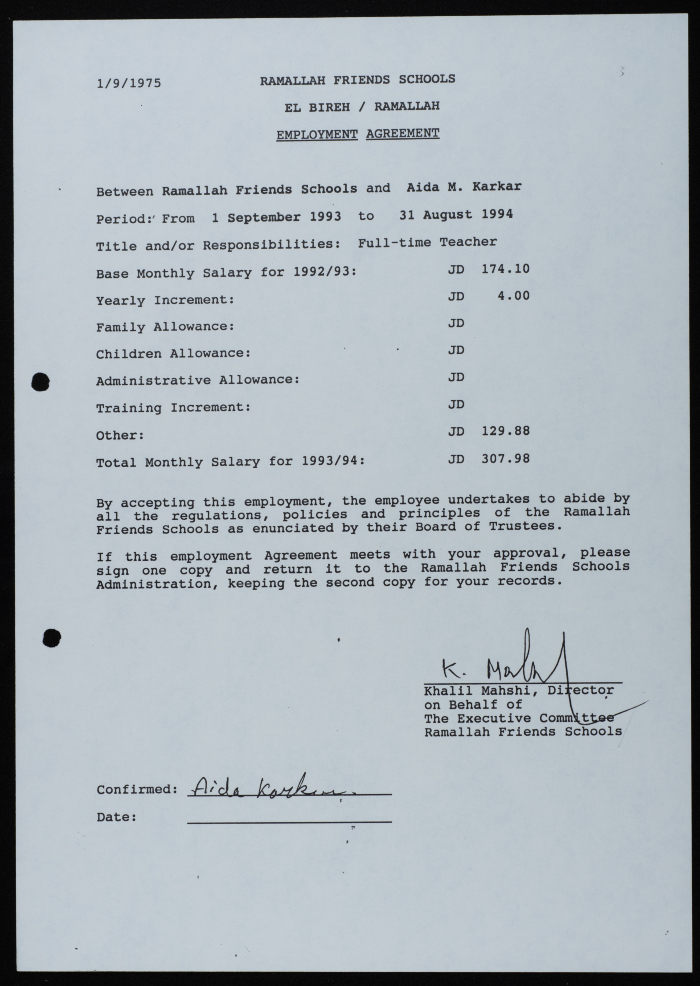 1/9/1975
RAMALLAH FRIENDS SCHOOLS
EL BIREH / RAMALLAH
EMPLOYMENT AGREEMENT
Between Ramallah Friends Schools and Aida M. Karkar
Period: From 1 September 1993 to 31 August 1994
Title and/or Responsibilities: Full-time Teacher
Base Monthly Salary for 1992/93: JD 174.10
Yearly Increment: JD 4.00
Family Allowance: JD
Children Allowance: JD
Administrative Allowance: JD
Training Increment: JD
Other: JD 129.88
Total Monthly Salary for 1993/94: JD 307.98
By accepting this employment, the employee undertakes to abide by
all the regulations, policies and principles of the Ramallah
Friends Schools as enunciated by their Board of Trustees.
If this employment Agreement meets with your approval, please
sign one copy and return it to the Ramallah Friends Schools
Administration, keeping the second copy for your records.
K. Mahshi
Khalil Mahshi, Director
on Behalf of
The Executive Committee
Ramallah Friends Schools
Confirmed: Aida Karkar
Date: